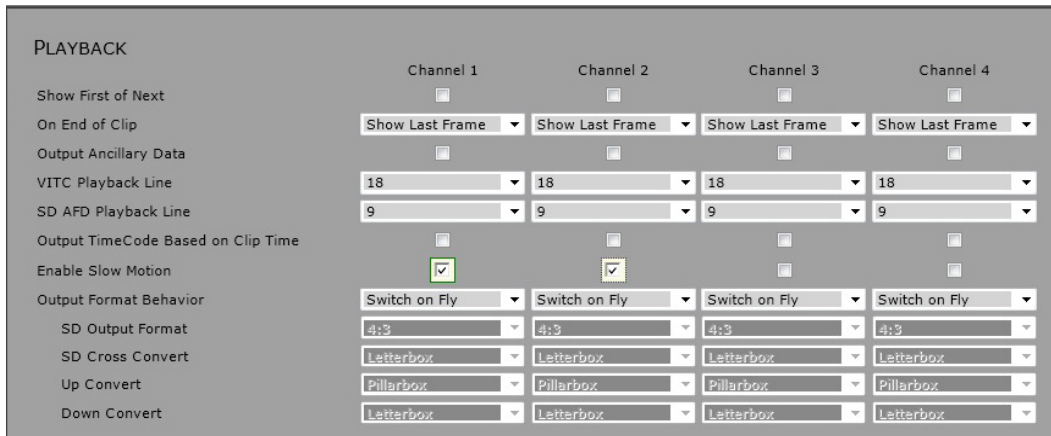 PLAYBACK
Channel 1 Channel 2 Channel 3 Channel 4
Show First of Next
On End of Clip Show Last Frame Show Last Frame Show Last Frame Show Last Frame
Output Ancillary Data
VITC Playback Line 18 18 18 18
SD AFD Playback Line 9 9 9 9
Output TimeCode Based on Clip Time
Enable Slow Motion
Output Format Behavior Switch on Fly Switch on Fly Switch on Fly Switch on Fly
SD Output Format 4:3 4:3 4:3 4:3
SD Cross Convert Letterbox Letterbox Letterbox Letterbox
Up Convert Pillarbox Pillarbox Pillarbox Pillarbox
Down Convert Letterbox Letterbox Letterbox Letterbox